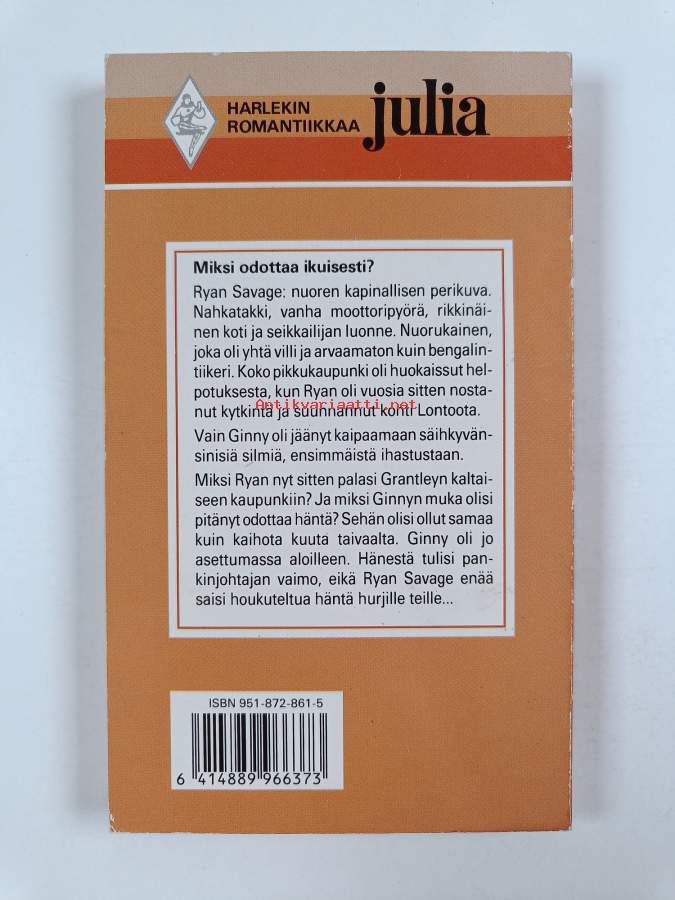 HARLEKIN
ROMANTIIKKAA
julia
Miksi odottaa ikuisesti?
Ryan Savage: nuoren kapinallisen perikuva.
Nahkatakki, vanha moottoripyörä, rikkinäi-
nen koti ja seikkailijan luonne. Nuorukainen,
joka oli yhtä villi ja arvaamaton kuin bengalin-
tiikeri. Koko pikkukaupunki oli huokaissut hel-
potuksesta, kun Ryan oli vuosia sitten nosta-
nut kytkintä ja suunnannut kohti Lontoota.
Antikvariaatti.net
Vain Ginny oli jäänyt kaipaamaan säihkyvän-
sinisiä silmiä, ensimmäistä ihastustaan.
Miksi Ryan nyt sitten palasi Grantleyn kaltai-
seen kaupunkiin? Ja miksi Ginnyn muka olisi
pitänyt odottaa häntä? Sehän olisi ollut samaa
kuin kaihota kuuta taivaalta. Ginny oli jo
asettumassa aloilleen. Hänestä tulisi pan-
kinjohtajan vaimo, eikä Ryan Savage enää
saisi houkuteltua häntä hurjille teille...
ISBN 951-872-861-5
6 414889 966373